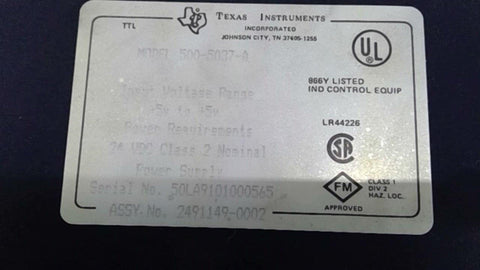 TTL
TEXAS INSTRUMENTS
INCORPORATED
JOHNSON CITY, TN 37605-1255
MODEL 500-5037-A
UL
866Y LISTED
IND CONTROL EQUIP
Input Voltage Range
-5v to +5v
Power Requirements
24 VDC Class 2 Nominal
Power Supply
LR44226
SA
Serial No. 50LA9101000565
ASSY. No. 2491149-0002
FM
APPROVED
CLASS 1
DIV. 2
HAZ. LOC.